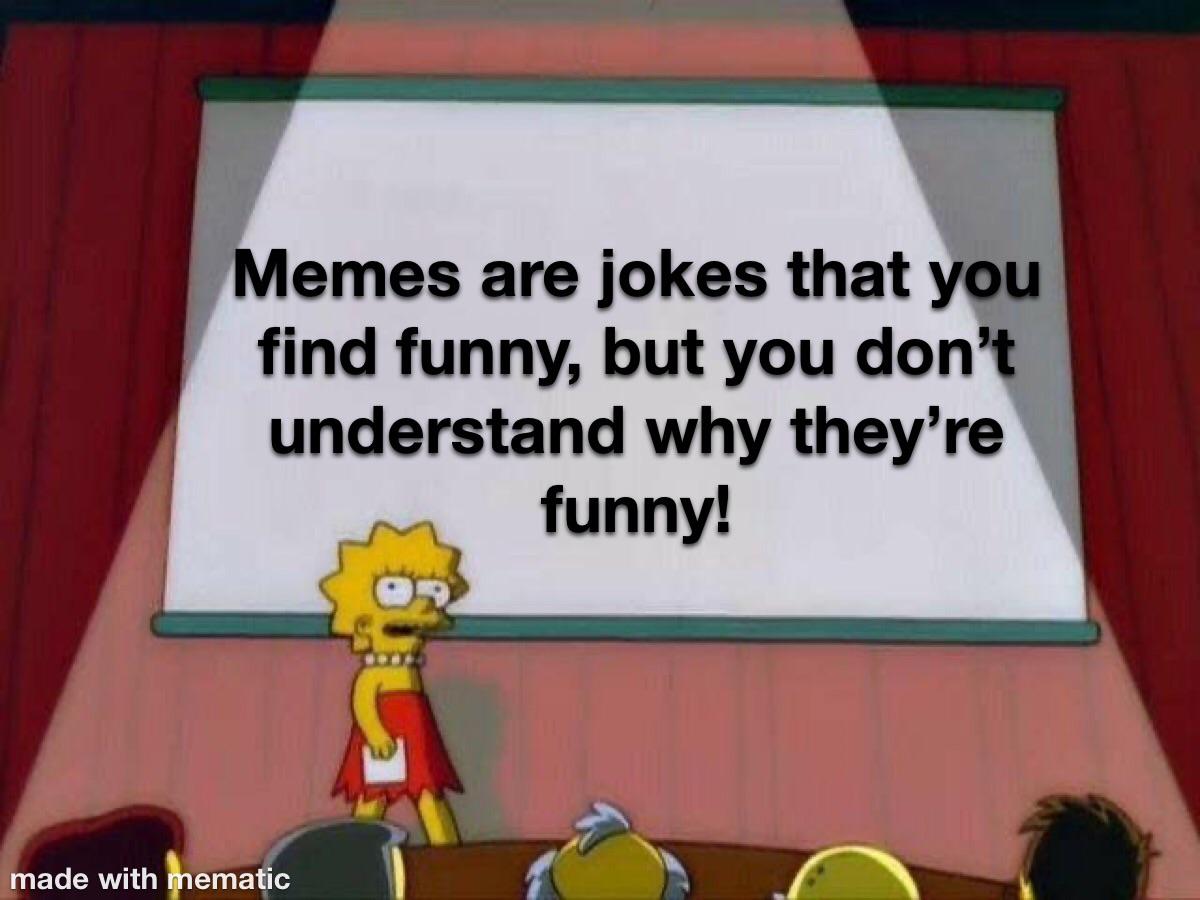 Memes are jokes that you
find funny, but you don’t
understand why they’re
funny!
made with mematic